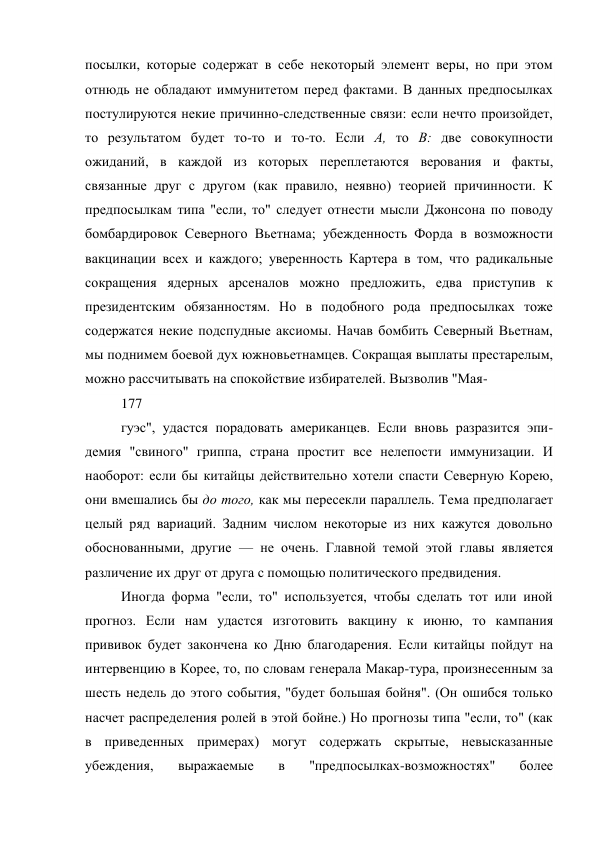 посылки, которые содержат в себе некоторый элемент веры, но при этом
отнюдь не обладают иммунитетом перед фактами. В данных предпосылках
постулируются некие причинно-следственные связи: если нечто произойдет,
то результатом будет то-то и то-то. Если А, то В: две совокупности
ожиданий, в каждой из которых переплетаются верования и факты,
связанные друг с другом (как правило, неявно) теорией причинности. К
предпосылкам типа "если, то" следует отнести мысли Джонсона по поводу
бомбардировок Северного Вьетнама; убежденность Форда в возможности
вакцинации всех и каждого; уверенность Картера в том, что радикальные
сокращения ядерных арсеналов можно предложить, едва приступив к
президентским обязанностям. Но в подобного рода предпосылках тоже
содержатся некие подспудные аксиомы. Начав бомбить Северный Вьетнам,
мы поднимем боевой дух южновьетнамцев. Сокращая выплаты престарелым,
можно рассчитывать на спокойствие избирателей. Вызволив "Мая-
177
гуэс", удастся порадовать американцев. Если вновь разразится эпи-
демия "свиного" гриппа, страна простит все нелепости иммунизации. И
наоборот: если бы китайцы действительно хотели спасти Северную Корею,
они вмешались бы до того, как мы пересекли параллель. Тема предполагает
целый ряд вариаций. Задним числом некоторые из них кажутся довольно
обоснованными, другие — не очень. Главной темой этой главы является
различение их друг от друга с помощью политического предвидения.
Иногда форма "если, то" используется, чтобы сделать тот или иной
прогноз. Если нам удастся изготовить вакцину к июню, то кампания
прививок будет закончена ко Дню благодарения. Если китайцы пойдут на
интервенцию в Корее, то, по словам генерала Макар-тура, произнесенным за
шесть недель до этого события, "будет большая бойня". (Он ошибся только
насчет распределения ролей в этой бойне.) Но прогнозы типа "если, то" (как
в приведенных примерах) могут содержать скрытые, невысказанные
убеждения, выражаемые в "предпосылках-возможностях" более